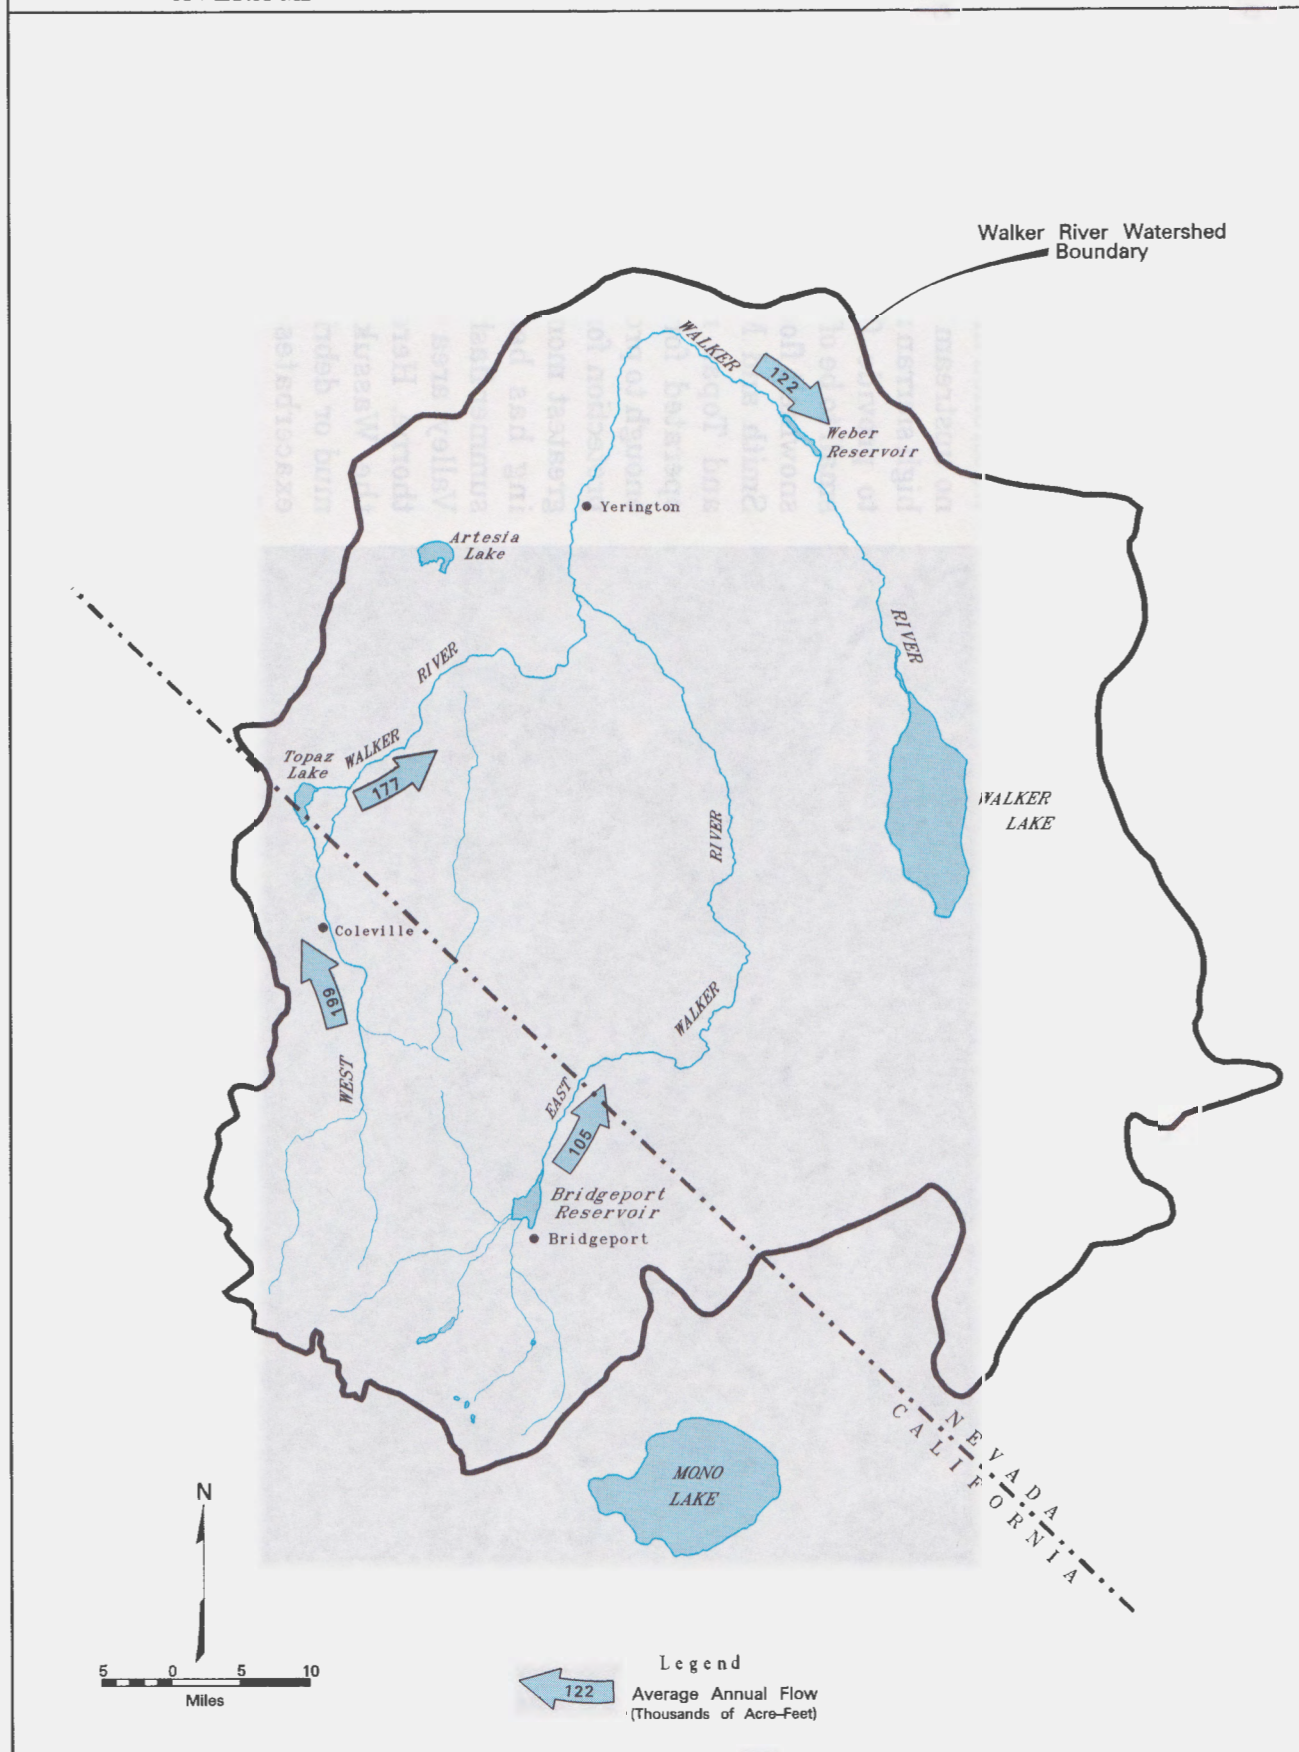 Walker River Watershed
Boundary
WALKER
122
Weber
Reservoir
Yerington
Artesia
Lake
RIVER
RIVER
Topaz
Lake
WALKER
177
WALKER
LAKE
RIVER
Coleville
199
WALKER
WEST
EAST
105
Bridgeport
Reservoir
Bridgeport
NEVADA
CALIFORNIA
MONO
LAKE
N
5 0 5 10
Miles
Legend
122
Average Annual Flow
(Thousands of Acre-Feet)